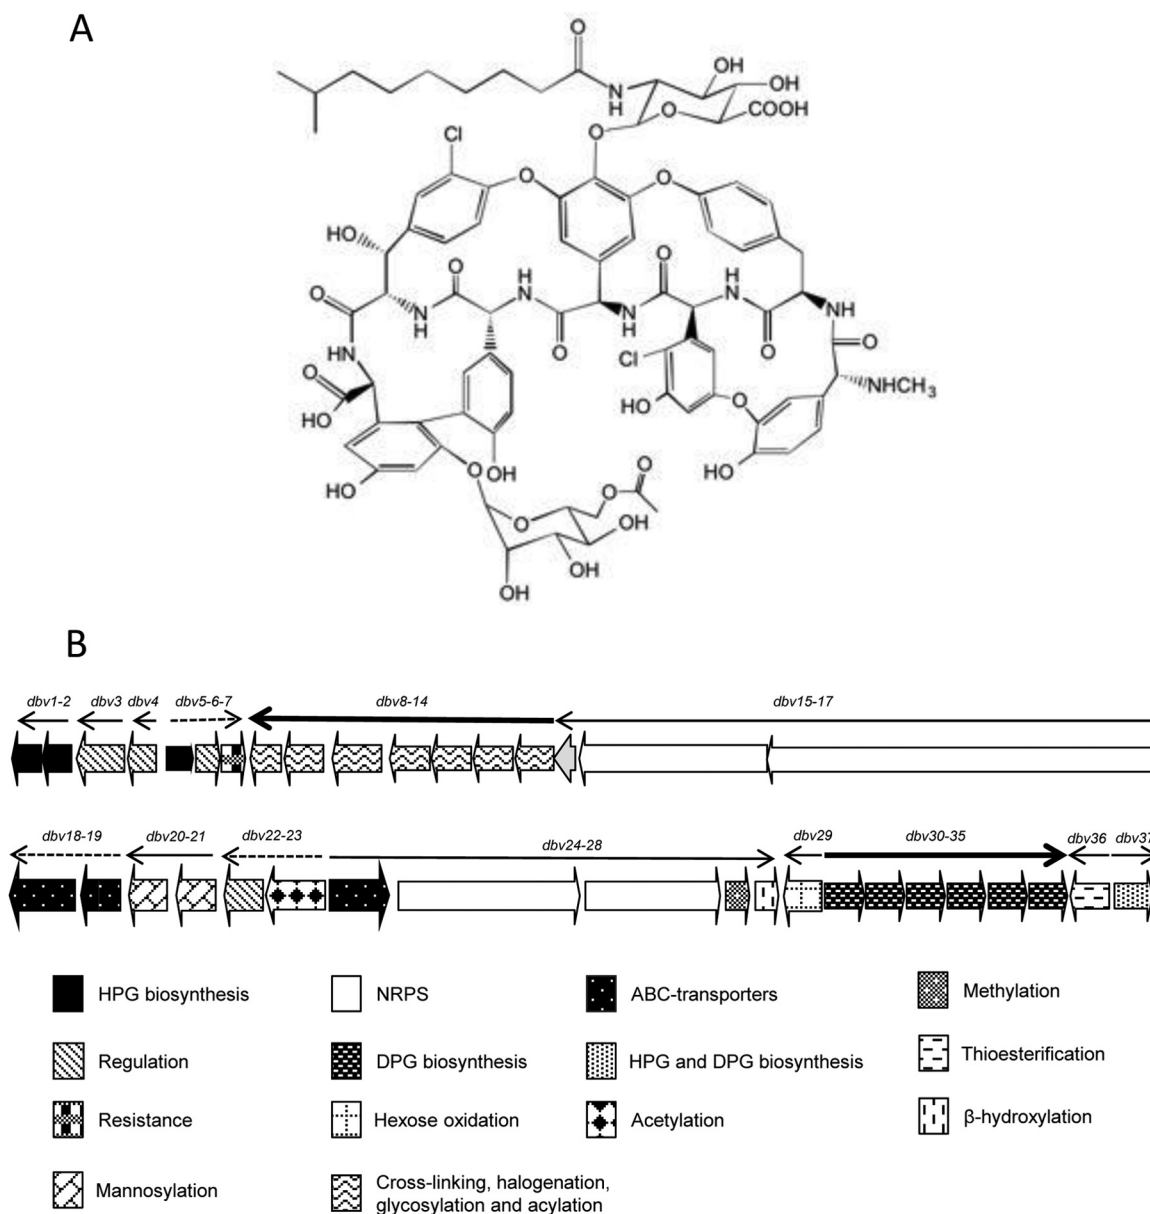 A
O
N
H
OH
OH
O
COOH
O
Cl
O
O
HO
O
O
N
H
H
N
O
O
N
H
H
N
O
NH
O
HN
O
O
NHCH3
O
HO
Cl
HO
O
HO
HO
OH
O
O
O
O
OH
OH
OH
B
dbv1-2 dbv3 dbv4 dbv5-6-7 dbv8-14 dbv15-17
dbv18-19 dbv20-21 dbv22-23 dbv24-28 dbv29 dbv30-35 dbv36 dbv37
HPG biosynthesis NRPS ABC-transporters Methylation
Regulation DPG biosynthesis HPG and DPG biosynthesis Thioesterification
Resistance Hexose oxidation Acetylation β-hydroxylation
Mannosylation Cross-linking, halogenation,
glycosylation and acylation